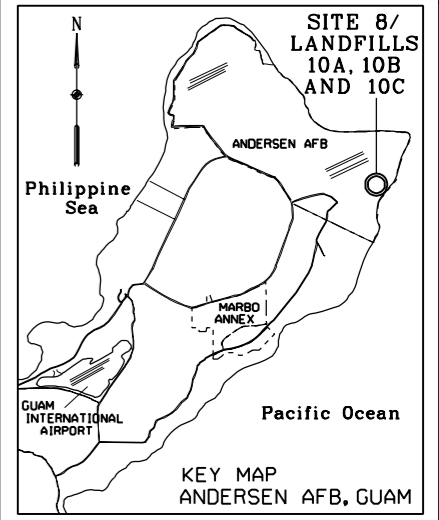 N
SITE 8/
LANDFILLS
10A, 10B
AND 10C
ANDERSEN AFB
Philippine
Sea
MARBO
ANNEX
GUAM
INTERNATIONAL
AIRPORT
Pacific Ocean
KEY MAP
ANDERSEN AFB, GUAM